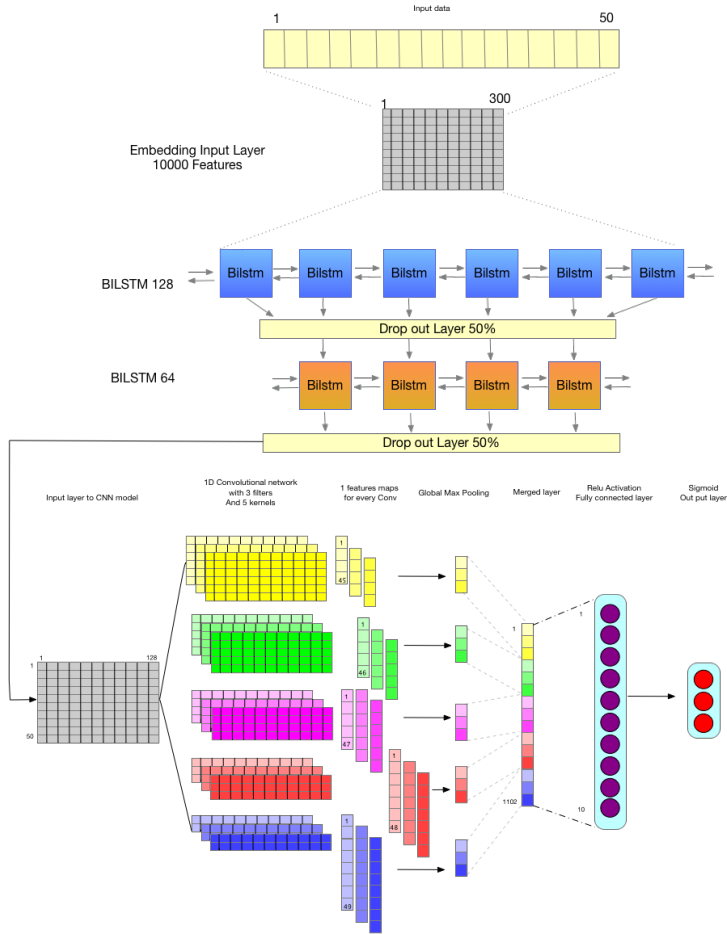 Input data
1
50
1
300
Embedding Input Layer
10000 Features
BILSTM 128
Bilstm
Bilstm
Bilstm
Bilstm
Bilstm
Bilstm
Drop out Layer 50%
BILSTM 64
Bilstm
Bilstm
Bilstm
Bilstm
Drop out Layer 50%
Input layer to CNN model
1D Convolutional network
with 3 filters
And 5 kernels
1 features maps
for every Conv
Global Max Pooling
Merged layer
Relu Activation
Fully connected layer
Sigmoid
Out put layer
1
45
1
46
1
47
1
48
1
49
1
128
1
50
1
1102
1
10